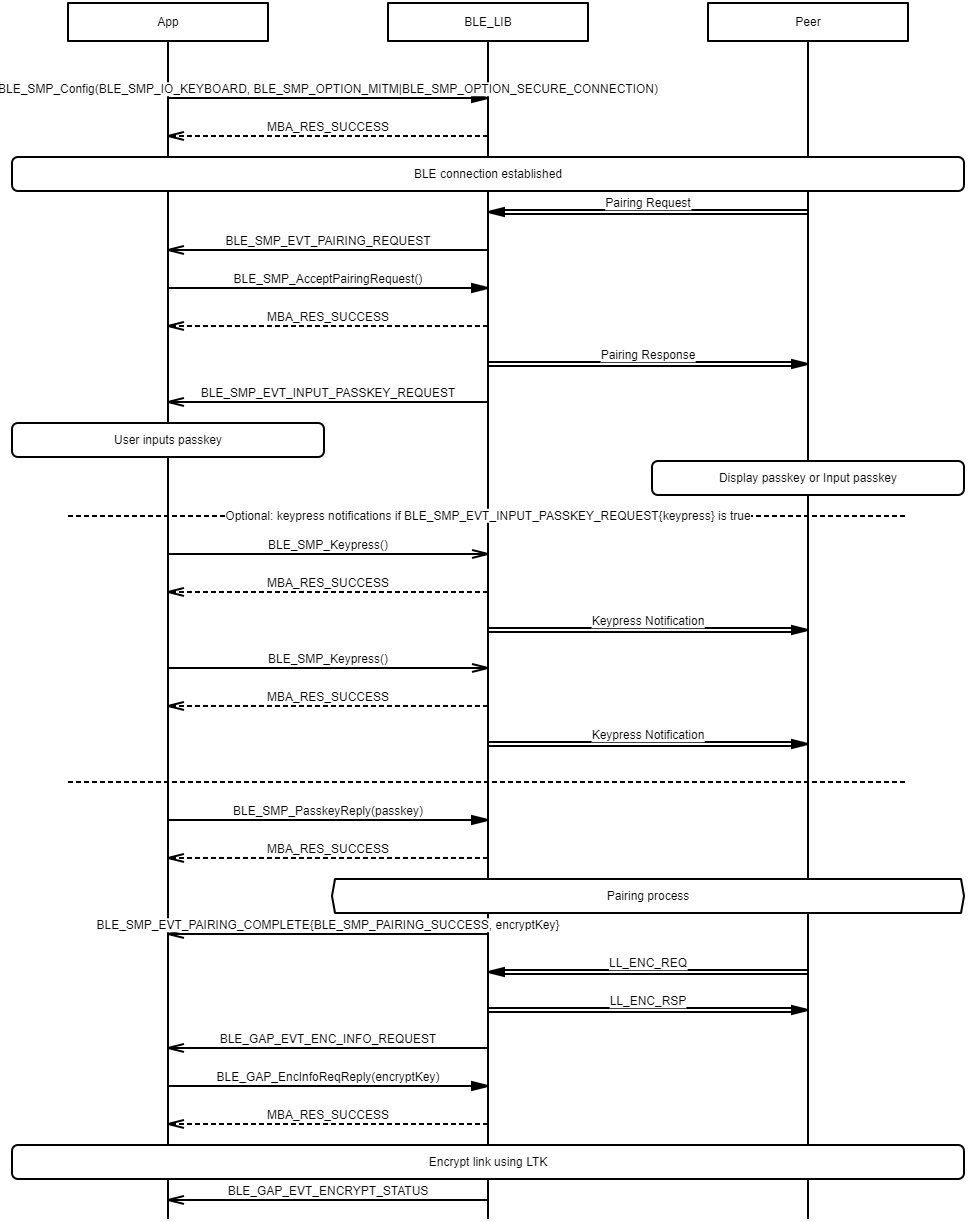 App
BLE_LIB
Peer
BLE_SMP_Config(BLE_SMP_IO_KEYBOARD, BLE_SMP_OPTION_MITM|BLE_SMP_OPTION_SECURE_CONNECTION)
MBA_RES_SUCCESS
BLE connection established
Pairing Request
BLE_SMP_EVT_PAIRING_REQUEST
BLE_SMP_AcceptPairingRequest()
MBA_RES_SUCCESS
Pairing Response
BLE_SMP_EVT_INPUT_PASSKEY_REQUEST
User inputs passkey
Display passkey or Input passkey
Optional: keypress notifications if BLE_SMP_EVT_INPUT_PASSKEY_REQUEST{keypress} is true
BLE_SMP_Keypress()
MBA_RES_SUCCESS
Keypress Notification
BLE_SMP_Keypress()
MBA_RES_SUCCESS
Keypress Notification
BLE_SMP_PasskeyReply(passkey)
MBA_RES_SUCCESS
Pairing process
BLE_SMP_EVT_PAIRING_COMPLETE{BLE_SMP_PAIRING_SUCCESS, encryptKey}
LL_ENC_REQ
LL_ENC_RSP
BLE_GAP_EVT_ENC_INFO_REQUEST
BLE_GAP_EncInfoReqReply(encryptKey)
MBA_RES_SUCCESS
Encrypt link using LTK
BLE_GAP_EVT_ENCRYPT_STATUS